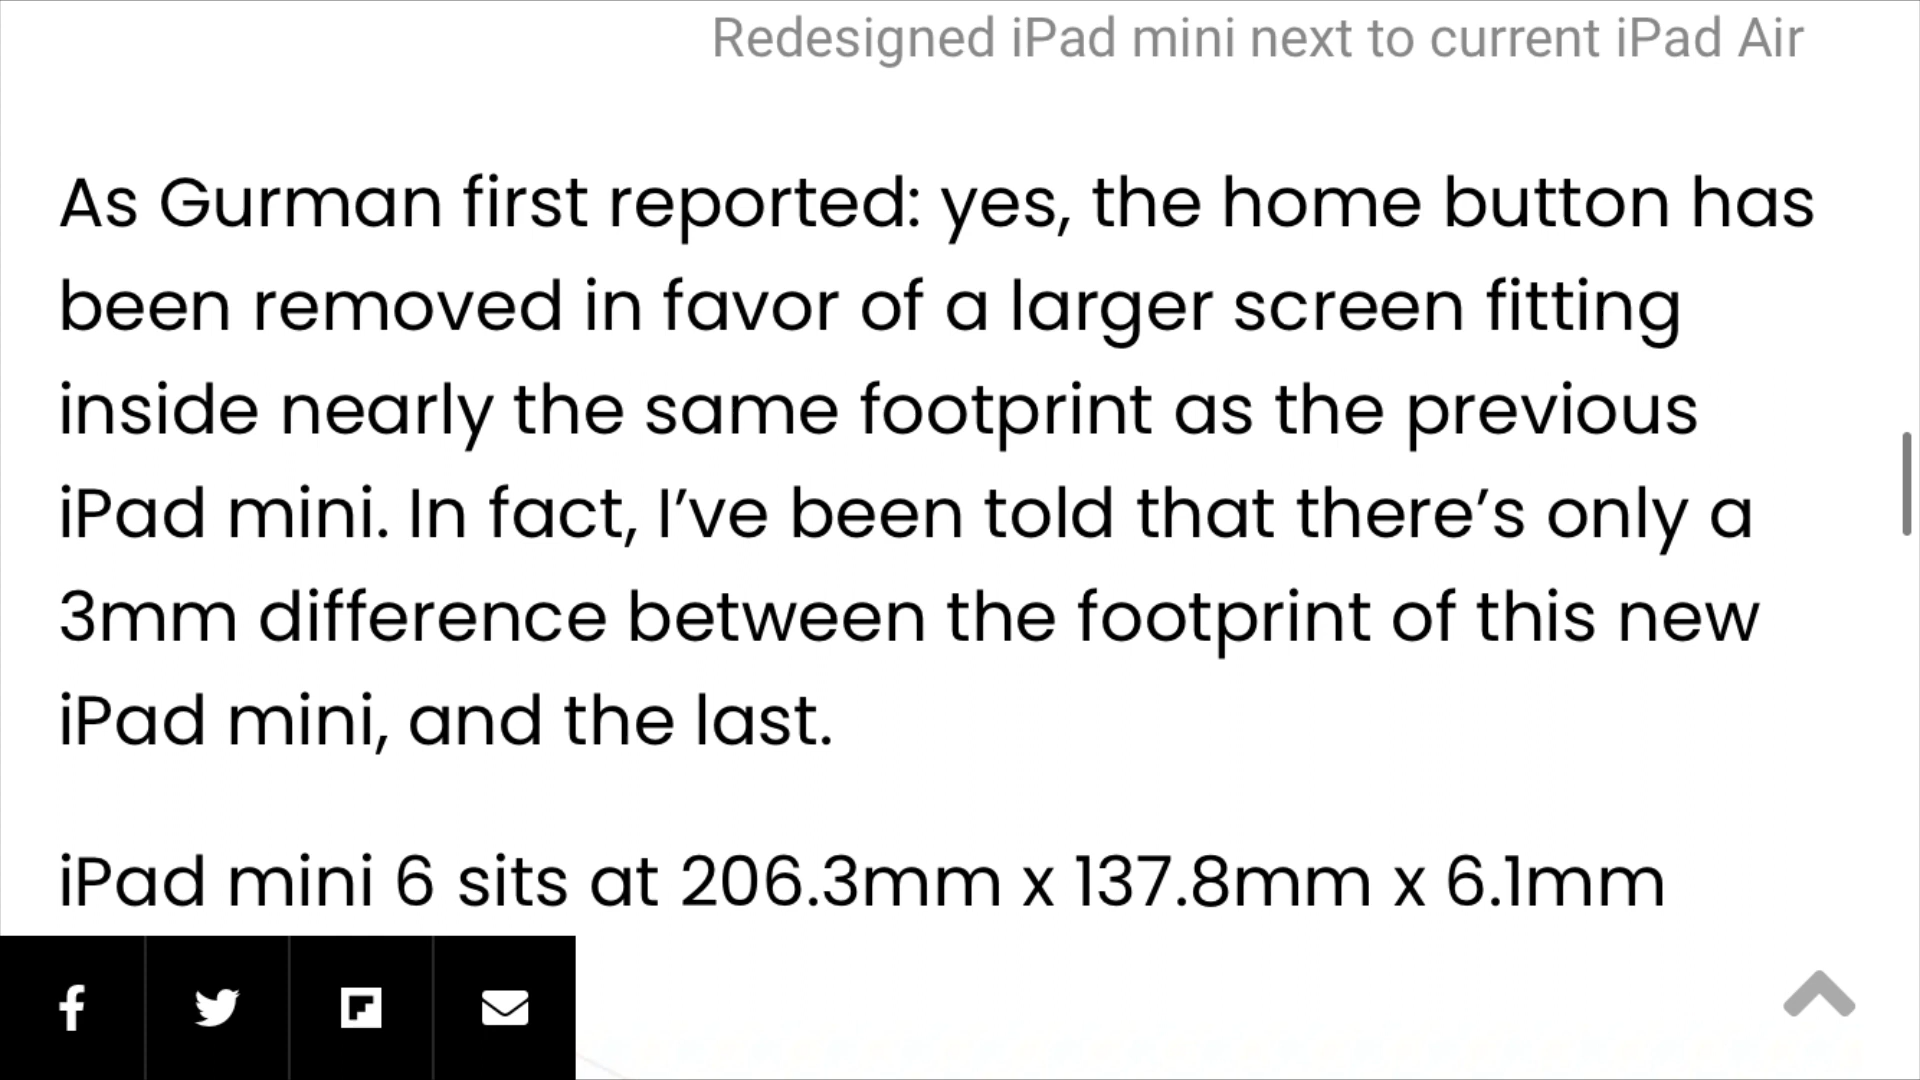 Redesigned iPad mini next to current iPad Air
As Gurman first reported: yes, the home button has
been removed in favor of a larger screen fitting
inside nearly the same footprint as the previous
iPad mini. In fact, I’ve been told that there’s only a
3mm difference between the footprint of this new
iPad mini, and the last.
iPad mini 6 sits at 206.3mm x 137.8mm x 6.1mm